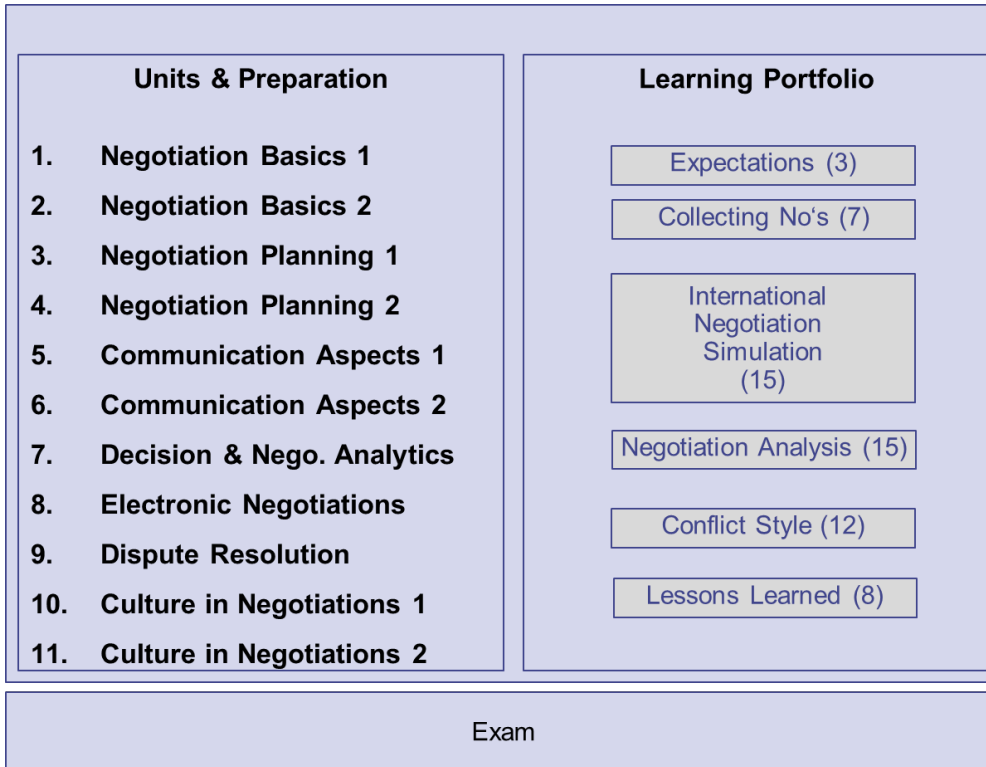 Units & Preparation
1. Negotiation Basics 1
2. Negotiation Basics 2
3. Negotiation Planning 1
4. Negotiation Planning 2
5. Communication Aspects 1
6. Communication Aspects 2
7. Decision & Nego. Analytics
8. Electronic Negotiations
9. Dispute Resolution
10. Culture in Negotiations 1
11. Culture in Negotiations 2
Learning Portfolio
Expectations (3)
Collecting No‘s (7)
International
Negotiation
Simulation
(15)
Negotiation Analysis (15)
Conflict Style (12)
Lessons Learned (8)
Exam